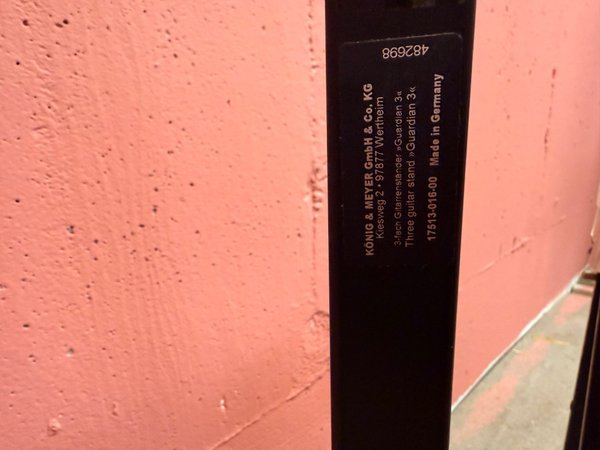 KÖNIG & MEYER GmbH & Co. KG
Kiesweg 2 • 97877 Wertheim
3-fach Gitarrenständer »Guardian 3«
Three guitar stand »Guardian 3«
17513-016-00 Made in Germany
482698